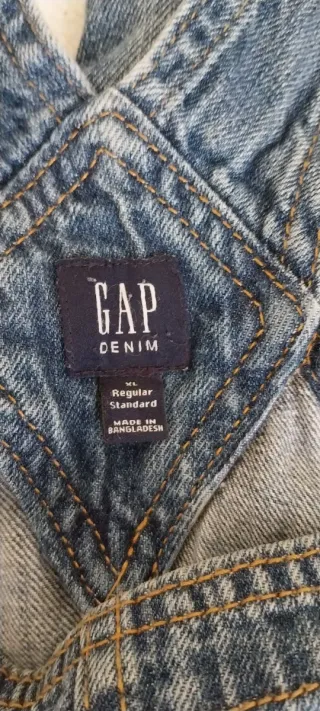 GAP
DENIM
XL
Regular
Standard
MADE IN
BANGLADESH